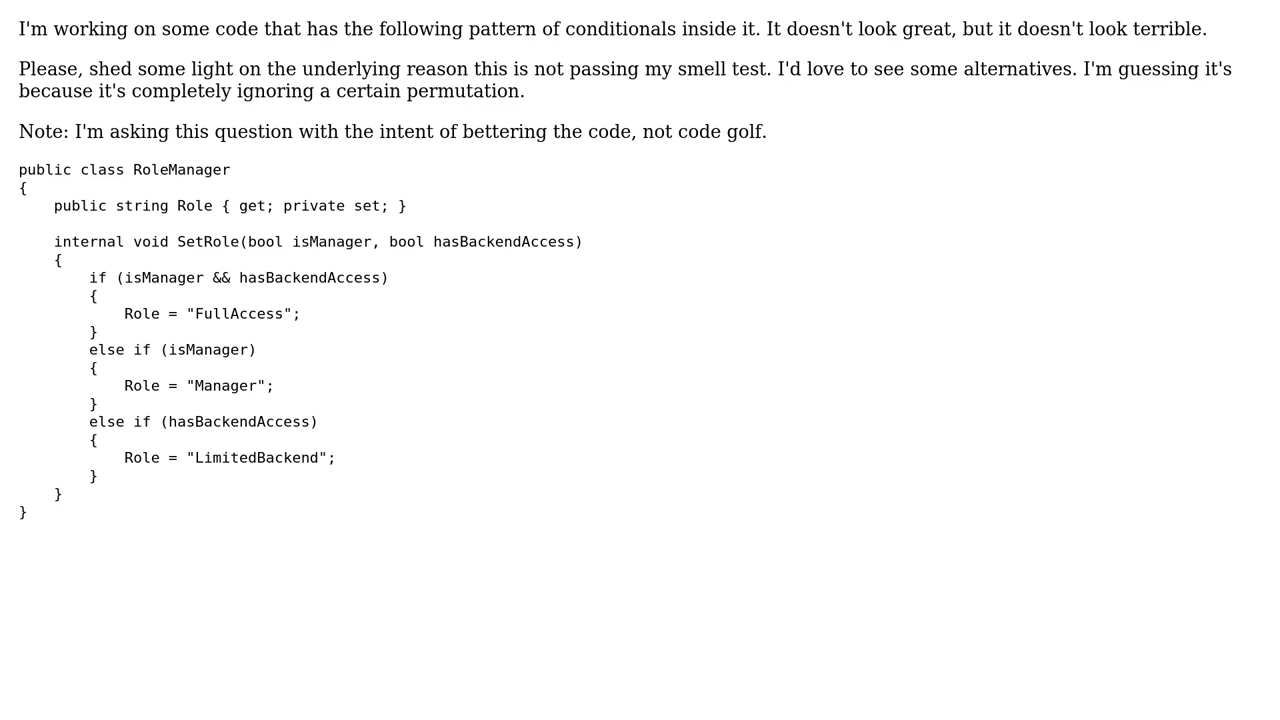 I'm working on some code that has the following pattern of conditionals inside it. It doesn't look great, but it doesn't look terrible.
Please, shed some light on the underlying reason this is not passing my smell test. I'd love to see some alternatives. I'm guessing it's
because it's completely ignoring a certain permutation.
Note: I'm asking this question with the intent of bettering the code, not code golf.
public class RoleManager
{
    public string Role { get; private set; }
    internal void SetRole(bool isManager, bool hasBackendAccess)
    {
        if (isManager && hasBackendAccess)
        {
            Role = "FullAccess";
        }
        else if (isManager)
        {
            Role = "Manager";
        }
        else if (hasBackendAccess)
        {
            Role = "LimitedBackend";
        }
    }
}